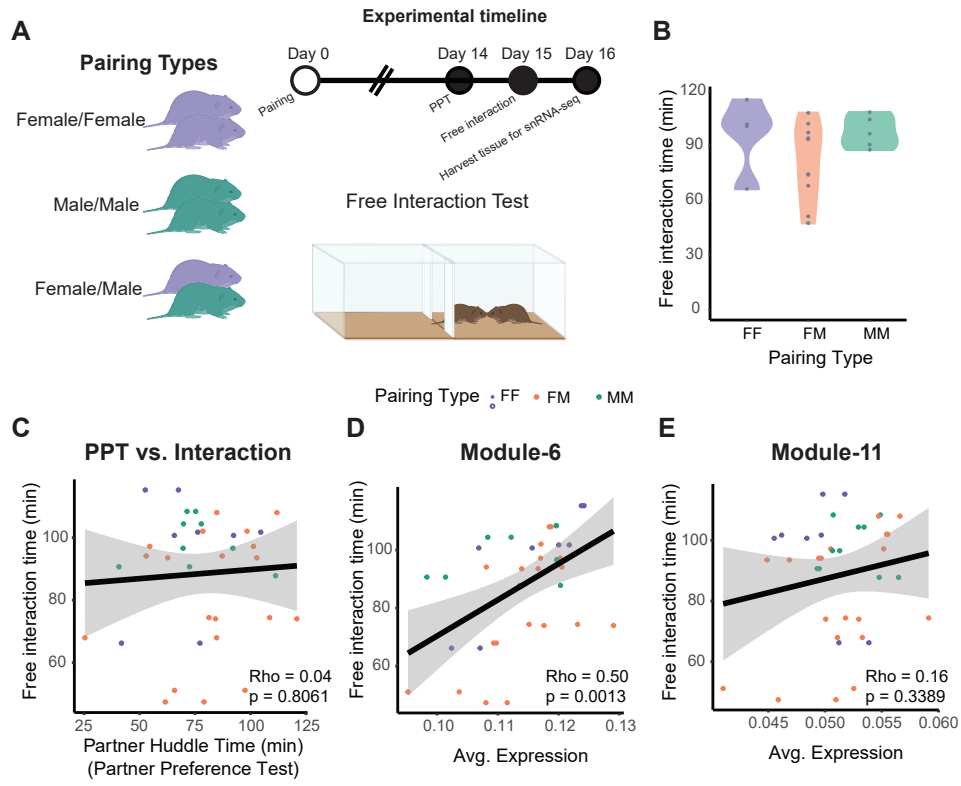 A
Experimental timeline
Pairing Types
Female/Female
Male/Male
Female/Male
Day 0
Day 14
Day 15
Day 16
Pairing
PPT
Free interaction
Harvest tissue for snRNA-seq
Free Interaction Test
B
Free interaction time (min)
120
90
60
30
0
FF
FM
MM
Pairing Type
Pairing Type FF FM MM
C
PPT vs. Interaction
Free interaction time (min)
100
80
60
Rho = 0.04
p = 0.8061
25
50
75
100
125
Partner Huddle Time (min)
(Partner Preference Test)
D
Module-6
Free interaction time (min)
100
80
60
Rho = 0.50
p = 0.0013
0.10
0.11
0.12
0.13
Avg. Expression
E
Module-11
Free interaction time (min)
100
80
60
Rho = 0.16
p = 0.3389
0.045
0.050
0.055
0.060
Avg. Expression